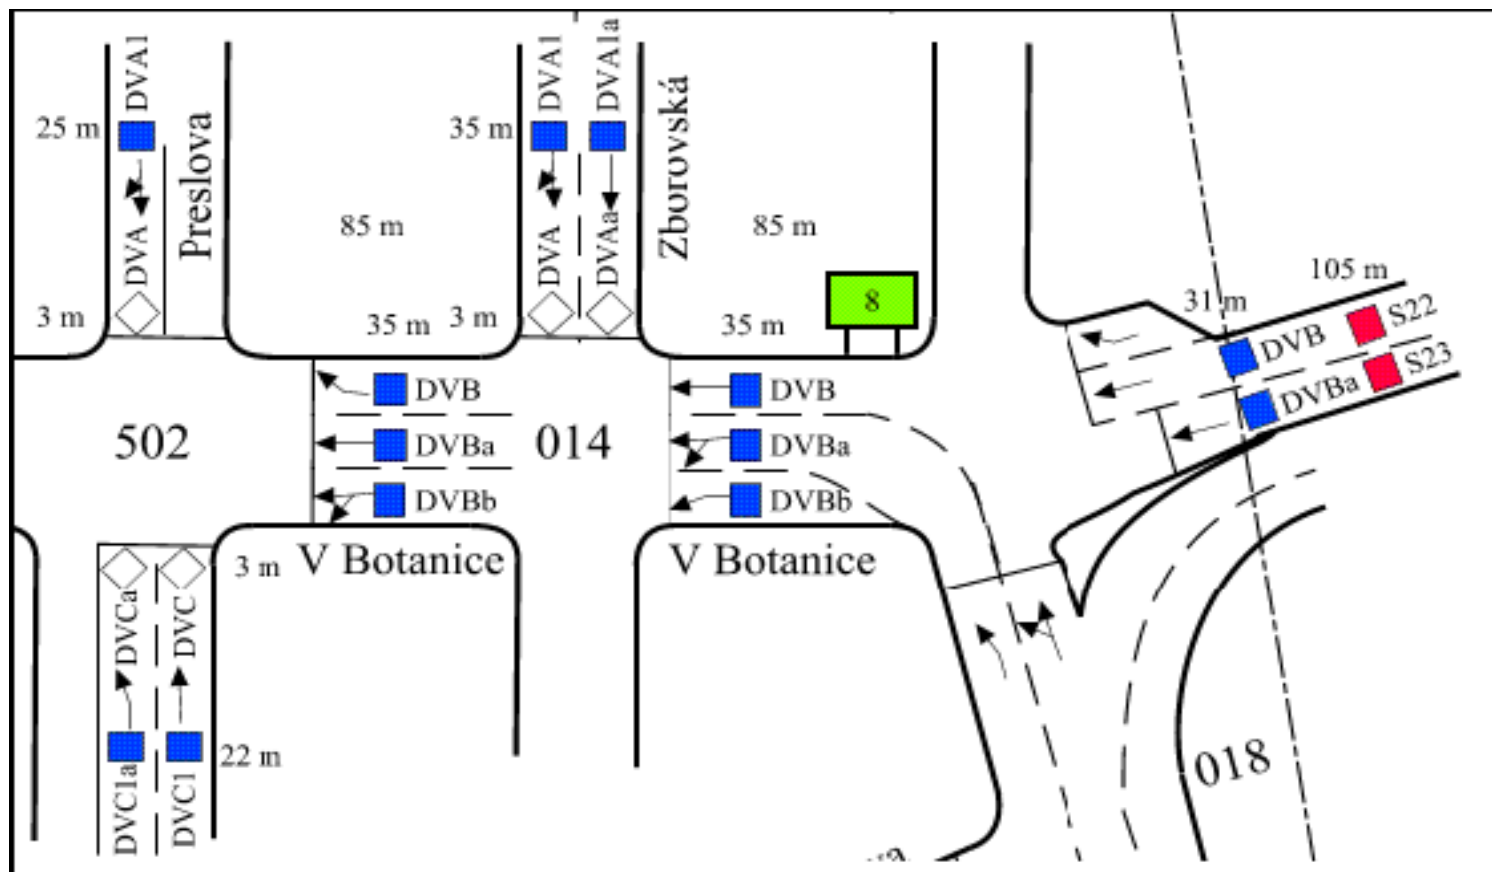 DVA1
DVA1
DVA1a
25 m
Preslova
35 m
Zborovská
85 m
85 m
DVA
DVA
DVAa
105 m
31 m
3 m
35 m
3 m
35 m
8
S22
DVB
S23
DVBa
DVB
DVB
502
DVBa
014
DVBa
DVBb
DVBb
3 m
V Botanice
V Botanice
DVCa
DVC
22 m
018
DVC1a
DVC1